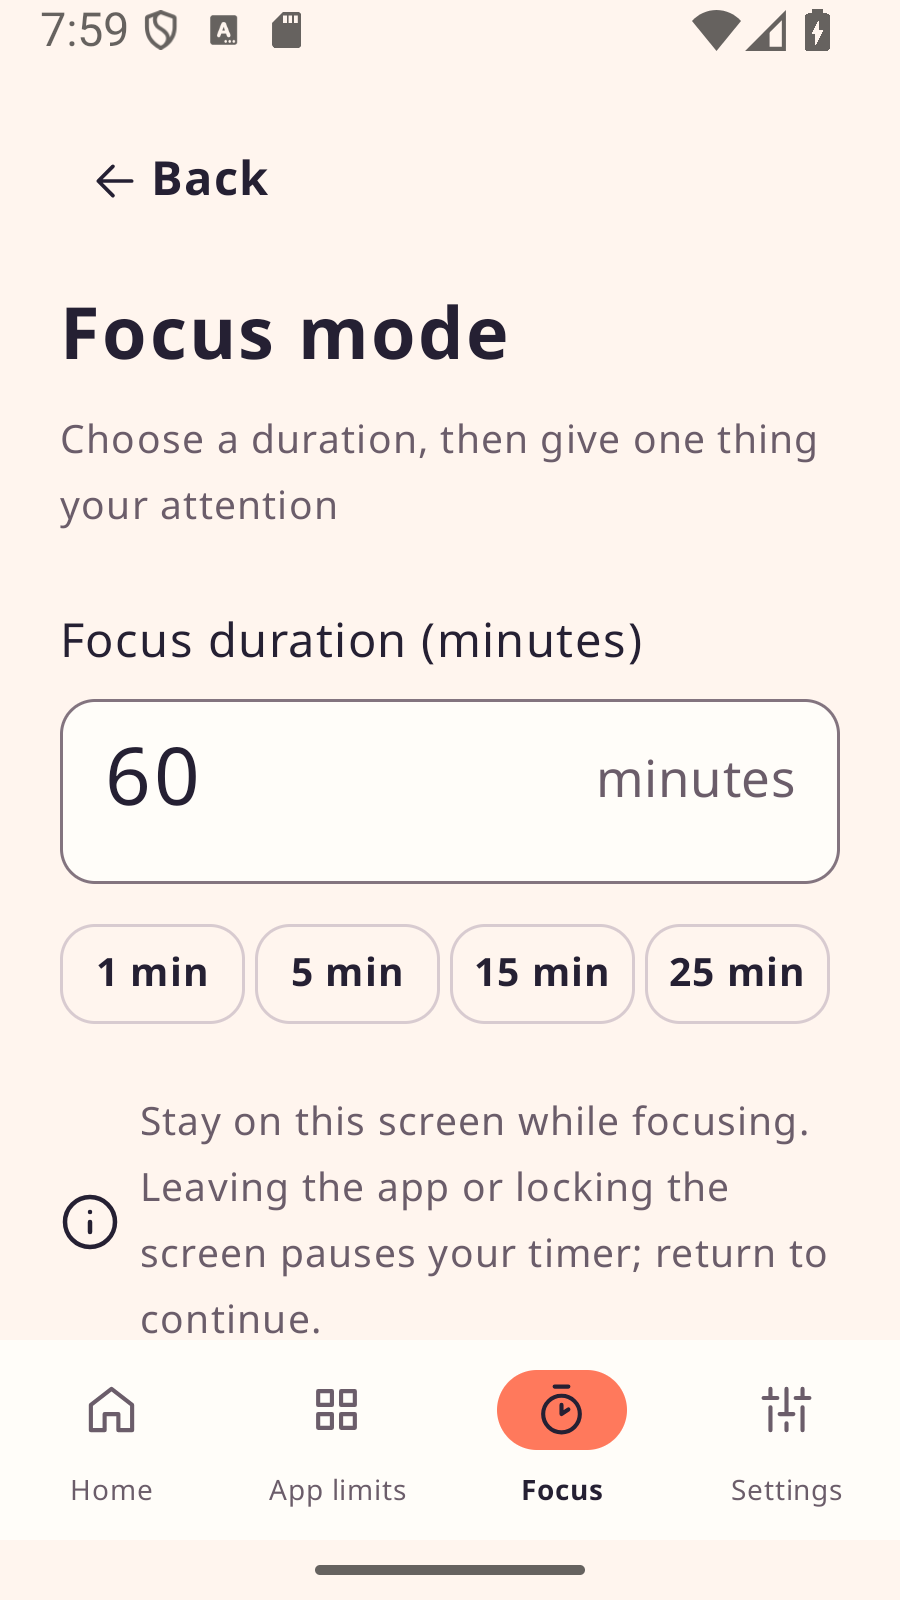 7:59
Back
Focus mode
Choose a duration, then give one thing
your attention
Focus duration (minutes)
60 minutes
1 min 5 min 15 min 25 min
Stay on this screen while focusing.
Leaving the app or locking the
screen pauses your timer; return to
continue.
Home App limits Focus Settings